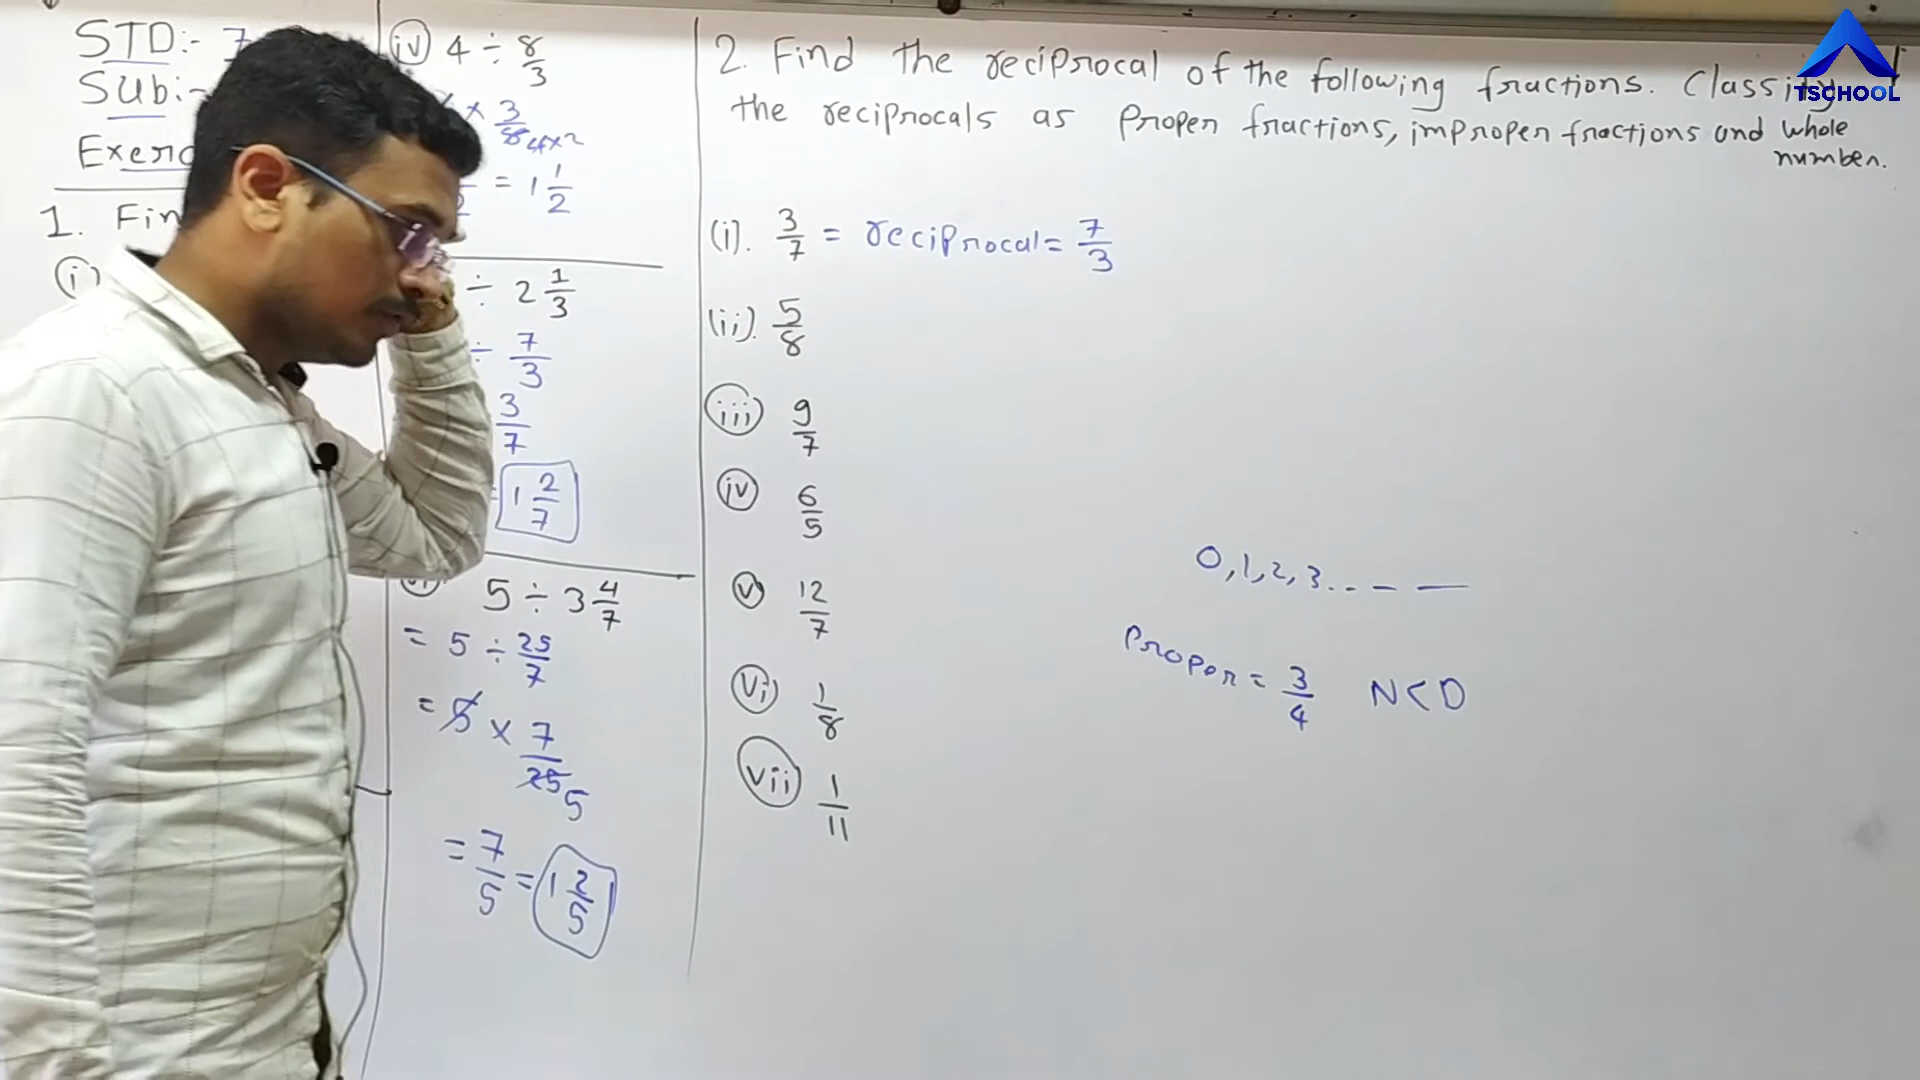 STD:- 7
Sub:-
1. Fin
(i)
(iv) 4 ÷ 8/3
× 3/8 4×2
= 1 1/2
÷ 2 1/3
÷ 7/3
3/7
= 1 2/7
(vi) 5 ÷ 3 4/7
= 5 ÷ 25/7
= 5 × 7/25 5
= 7/5 = 1 2/5
2. Find the reciprocal of the following fractions. Classify
the reciprocals as Proper fractions, improper fractions and whole
number.
(i). 3/7 = reciprocal = 7/3
(ii). 5/8
(iii) 9/7
(iv) 6/5
(v) 12/7
(vi) 1/8
(vii) 1/11
0, 1, 2, 3 . . – —
Proper = 3/4 N < D
TSCHOOL